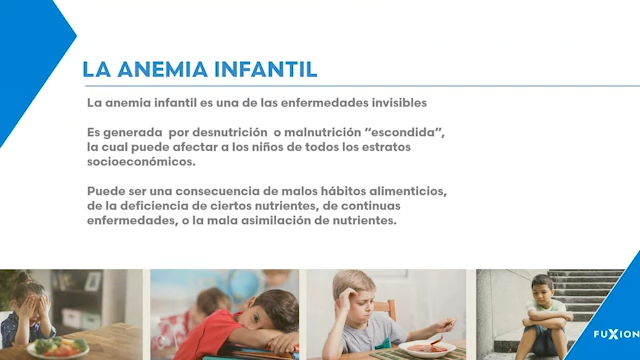 LA ANEMIA INFANTIL
La anemia infantil es una de las enfermedades invisibles
Es generada por desnutrición o malnutrición “escondida”,
la cual puede afectar a los niños de todos los estratos
socioeconómicos.
Puede ser una consecuencia de malos hábitos alimenticios,
de la deficiencia de ciertos nutrientes, de continuas
enfermedades, o la mala asimilación de nutrientes.
FUXION